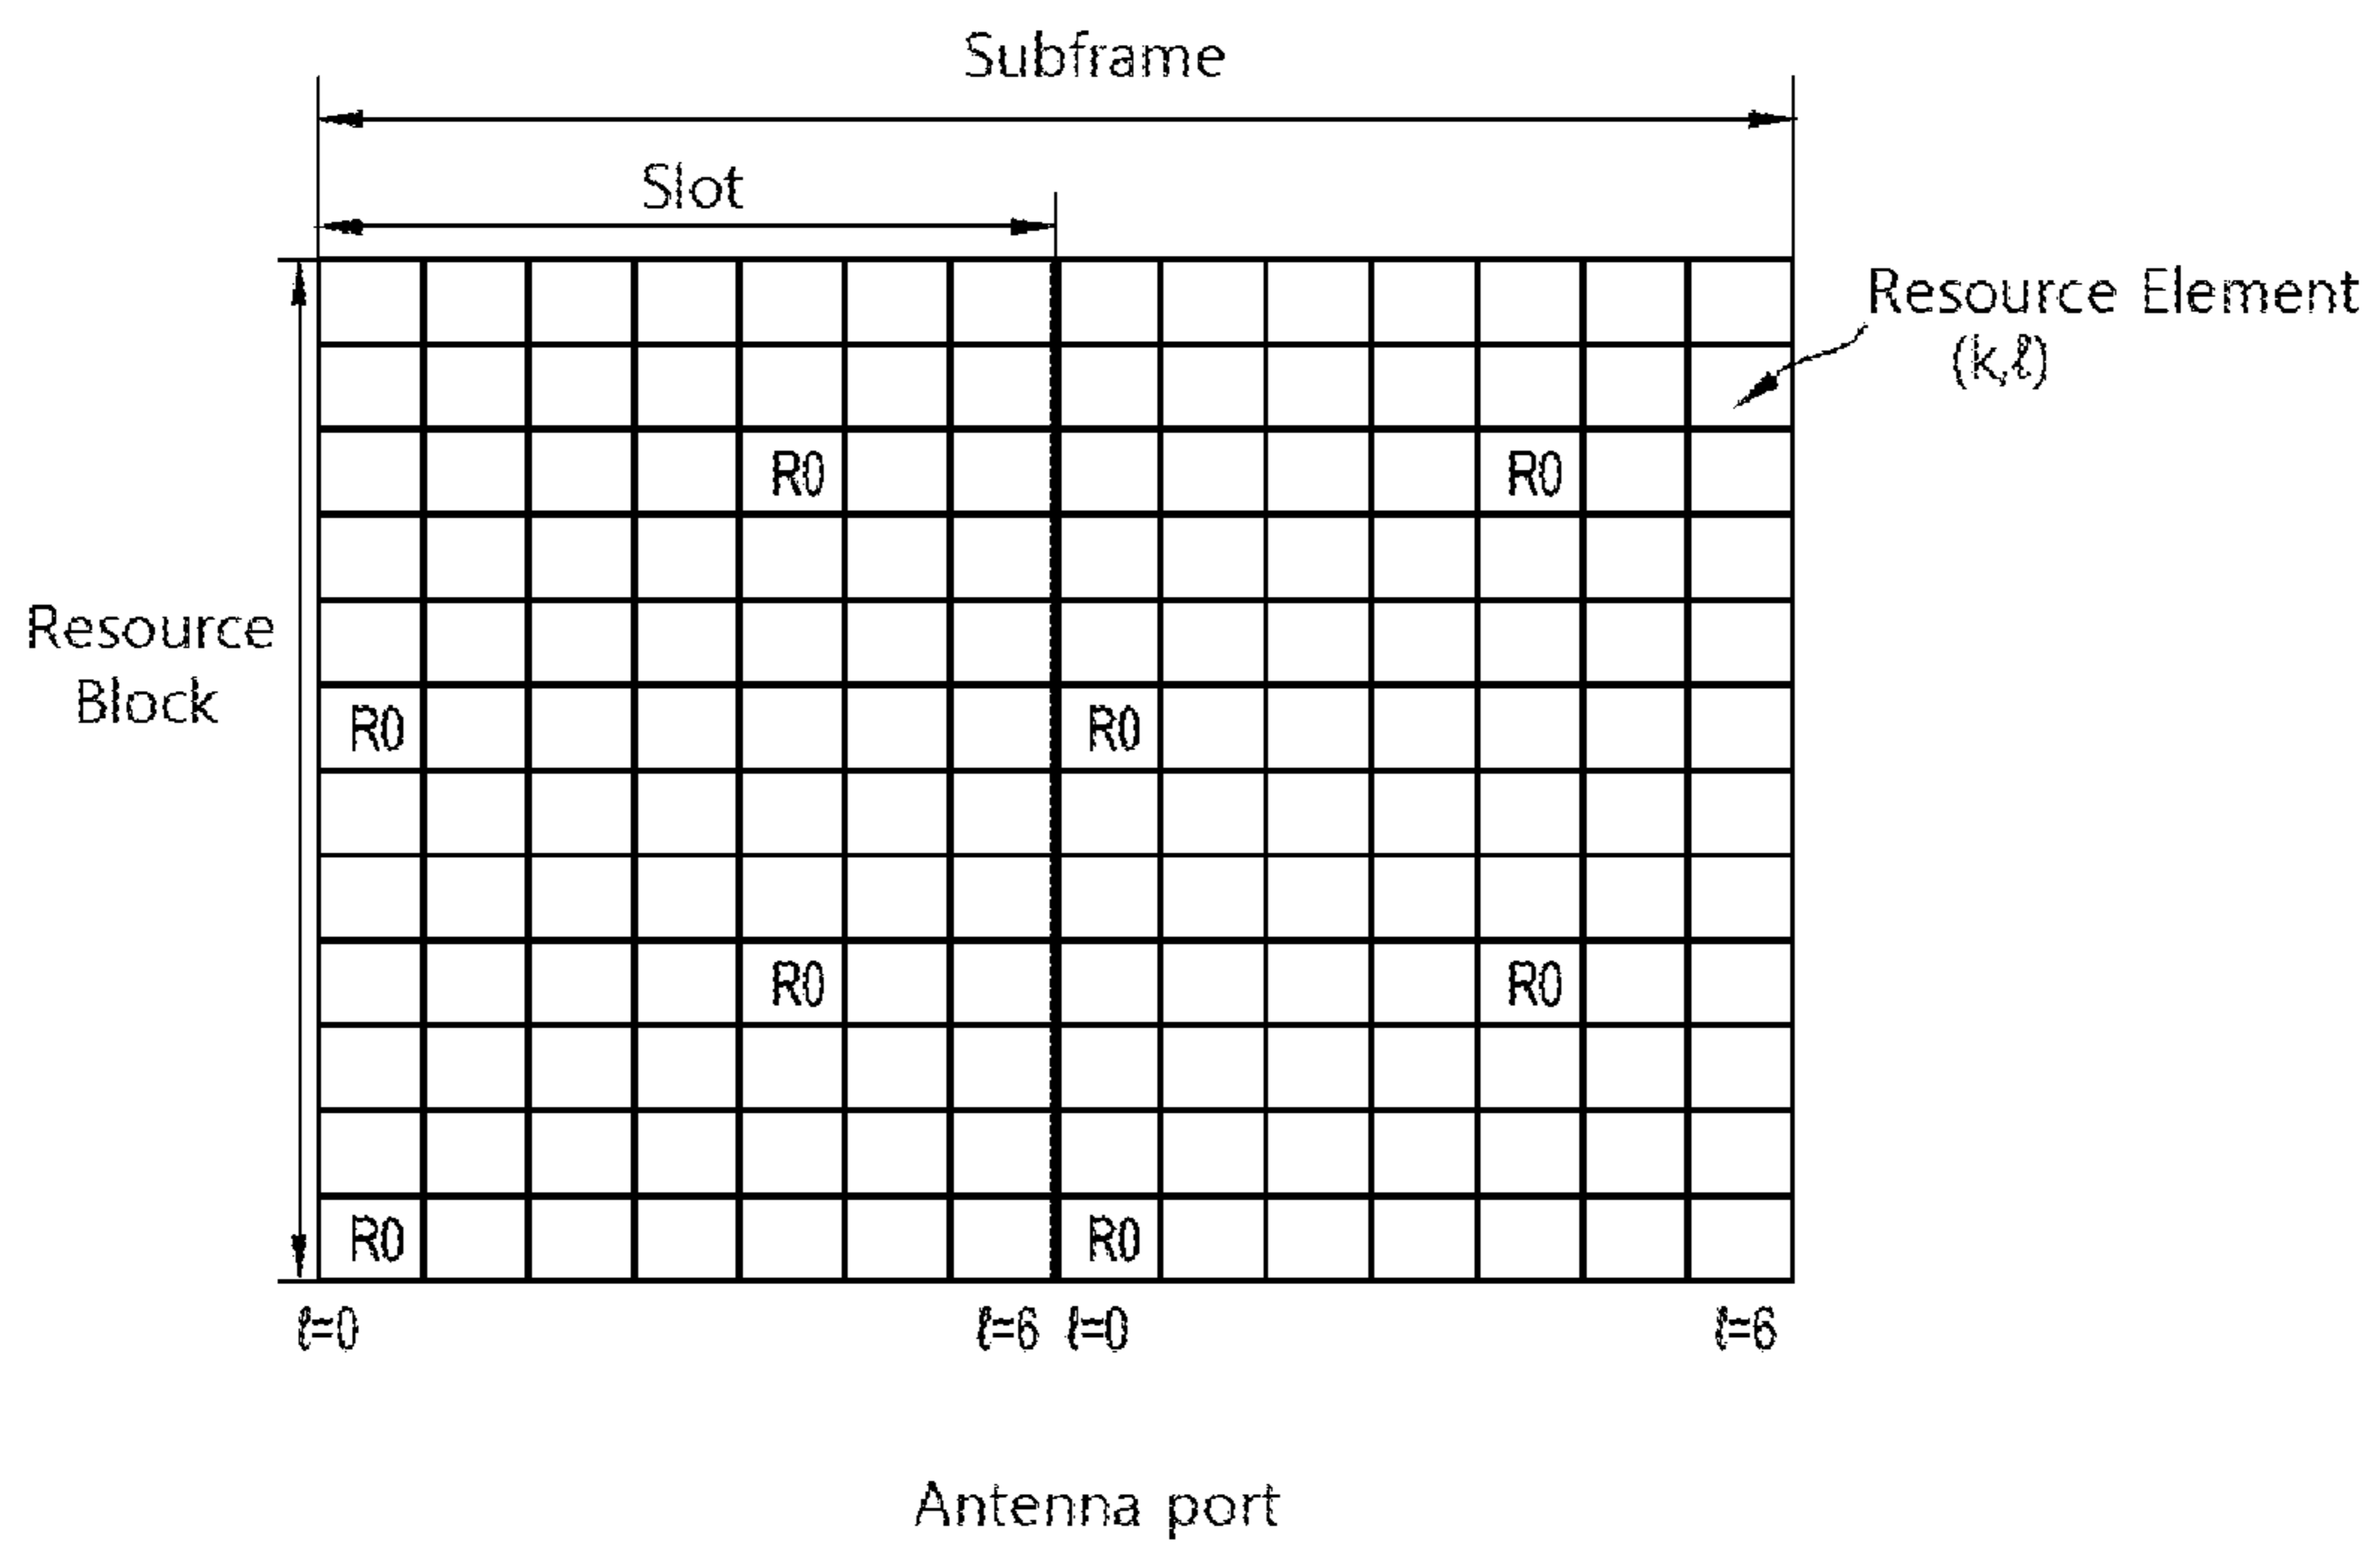 Subframe
Slot
Resource Element
(k,ℓ)
R0 R0
Resource
Block
R0 R0
R0 R0
R0 R0
ℓ=0 ℓ=6 ℓ=0 ℓ=6
Antenna port